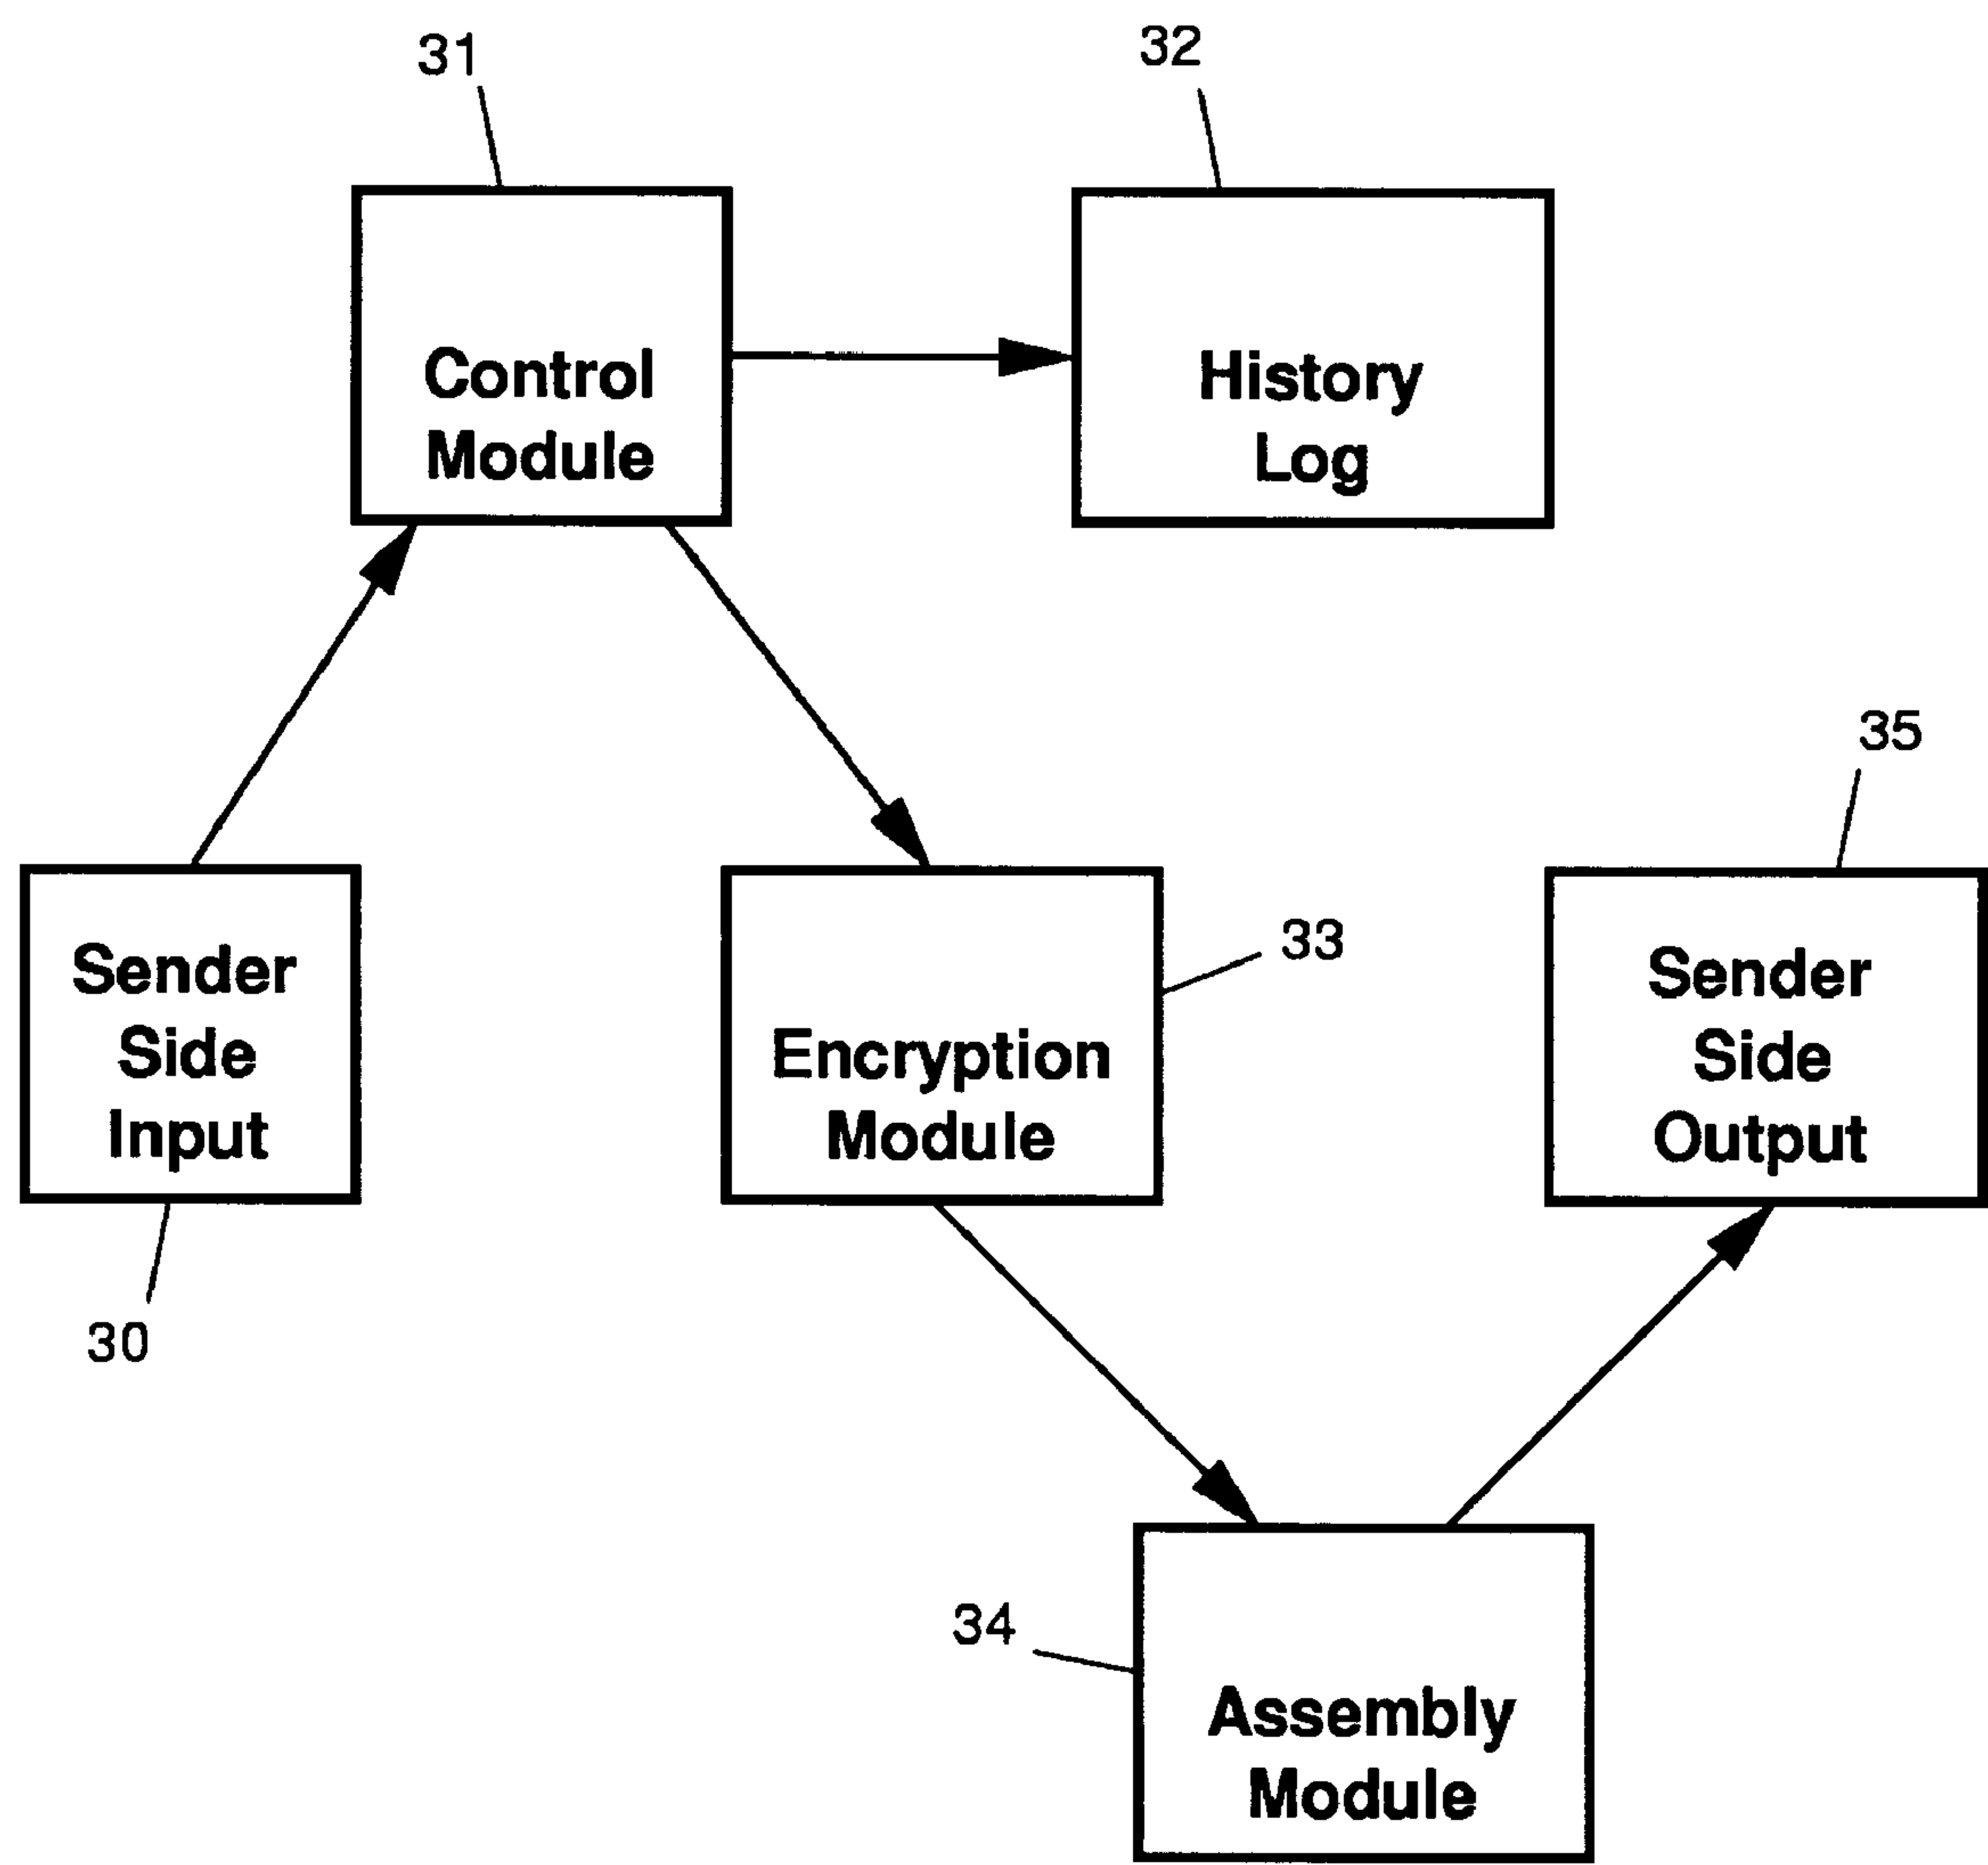 31
32
Control
Module
History
Log
35
Sender
Side
Input
33
Encryption
Module
Sender
Side
Output
30
34
Assembly
Module